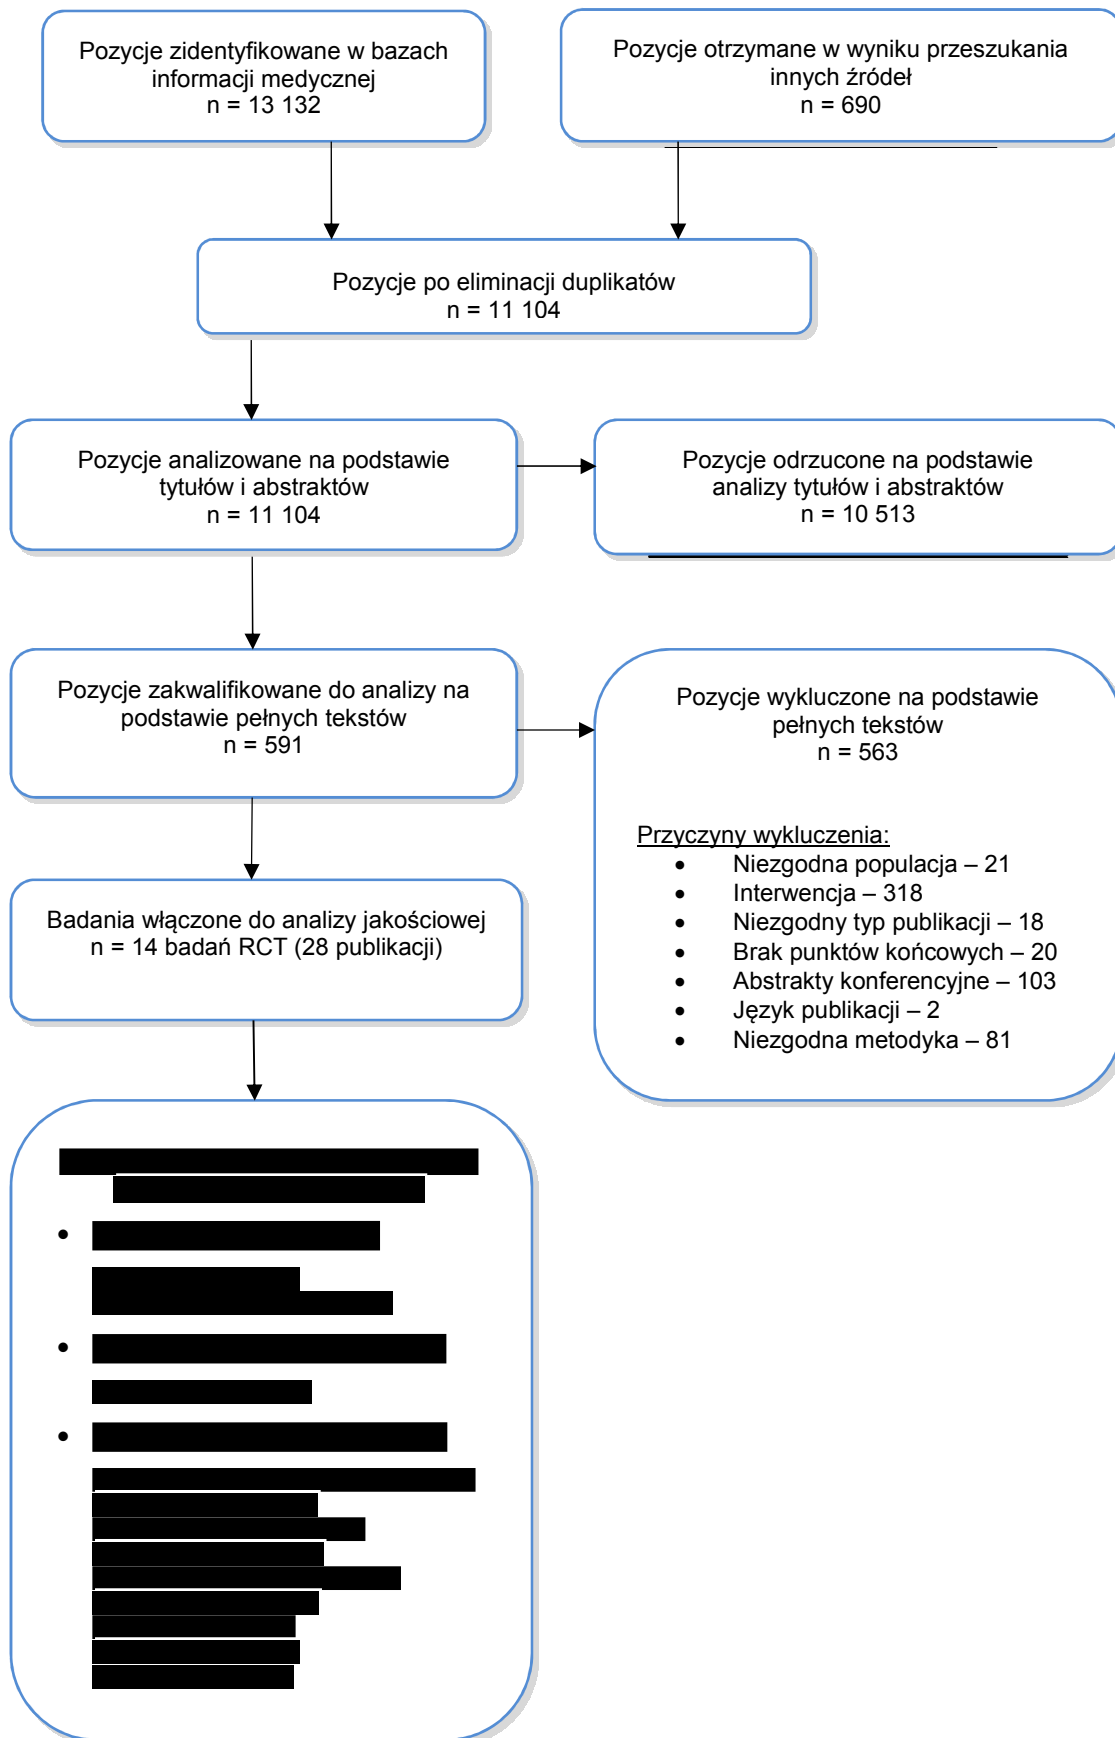 Pozycje zidentyfikowane w bazach
informacji medycznej
n = 13 132
Pozycje otrzymane w wyniku przeszukania
innych źródeł
n = 690
Pozycje po eliminacji duplikatów
n = 11 104
Pozycje analizowane na podstawie
tytułów i abstraktów
n = 11 104
Pozycje odrzucone na podstawie
analizy tytułów i abstraktów
n = 10 513
Pozycje zakwalifikowane do analizy na
podstawie pełnych tekstów
n = 591
Pozycje wykluczone na podstawie
pełnych tekstów
n = 563
Przyczyny wykluczenia:
• Niezgodna populacja – 21
• Interwencja – 318
• Niezgodny typ publikacji – 18
• Brak punktów końcowych – 20
• Abstrakty konferencyjne – 103
• Język publikacji – 2
• Niezgodna metodyka – 81
Badania włączone do analizy jakościowej
n = 14 badań RCT (28 publikacji)